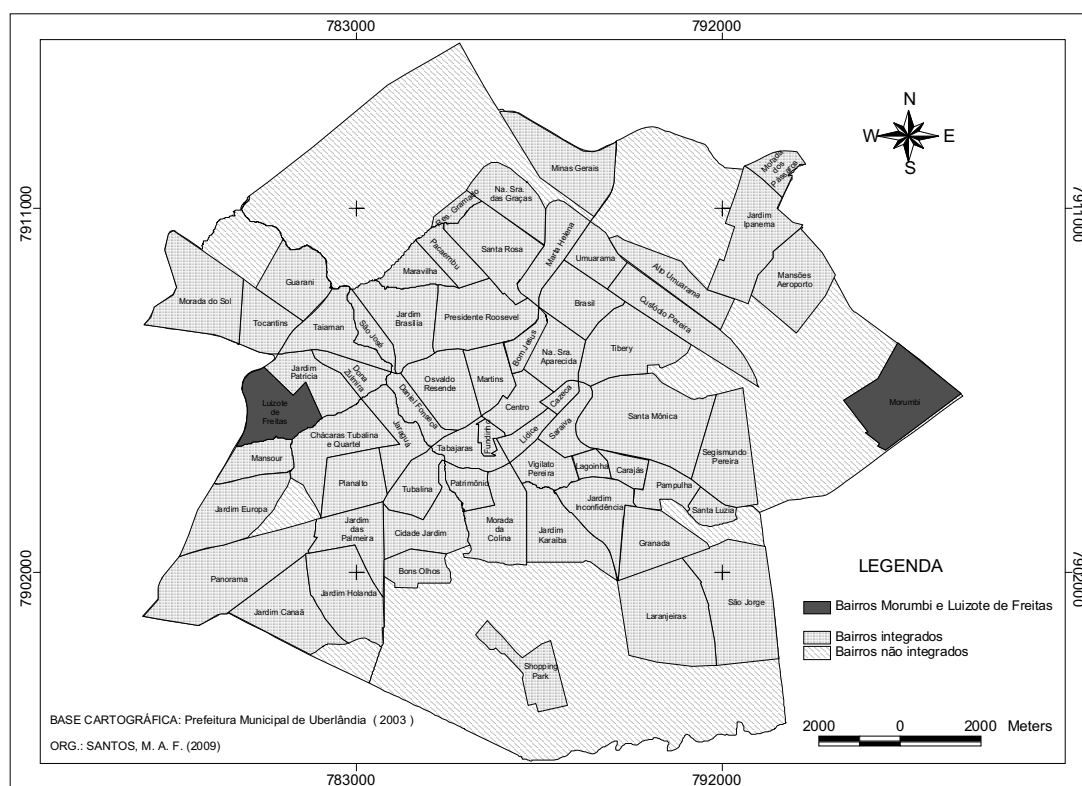 783000
792000
N
W
E
S
Morada
dos
Pássaros
Minas Gerais
Na. Sra.
das Graças
Res. Gramado
7911000
7911000
Jardim
Ipanema
Marta Helena
Santa Rosa
Pacaembu
Umuarama
Alto Umuarama
Maravilha
Mansões
Aeroporto
Guarani
Morada do Sol
Custódio Pereira
Brasil
Jardim
Brasília
Presidente Roosevel
Tocantins
Taiaman
São José
Bom Jesus
Tibery
Na. Sra.
Aparecida
Jardim
Patrícia
Dona
Zulmira
Osvaldo
Resende
Martins
Daniel Fonseca
Cazeca
Morumbi
Luizote
de
Freitas
Centro
Santa Mônica
Chácaras Tubalina
e Quartel
Jaraguá
Fundinho
Lídice
Saraiva
Tabajaras
Segismundo
Pereira
Mansour
Vigilato
Pereira
Lagoinha
Carajás
Planalto
Tubalina
Patrimônio
Pampulha
Jardim
Inconfidência
Jardim Europa
Santa Luzia
Jardim
das
Palmeira
Cidade Jardim
Morada
da
Colina
Jardim
Karaíba
Granada
Bons Olhos
Panorama
7902000
7902000
Jardim Holanda
Jardim Canaã
Laranjeiras
São Jorge
Shopping
Park
LEGENDA
Bairros Morumbi e Luizote de Freitas
Bairros integrados
Bairros não integrados
BASE CARTOGRÁFICA: Prefeitura Municipal de Uberlândia ( 2003 )
ORG.: SANTOS, M. A. F. (2009)
2000 0 2000 Meters
783000
792000